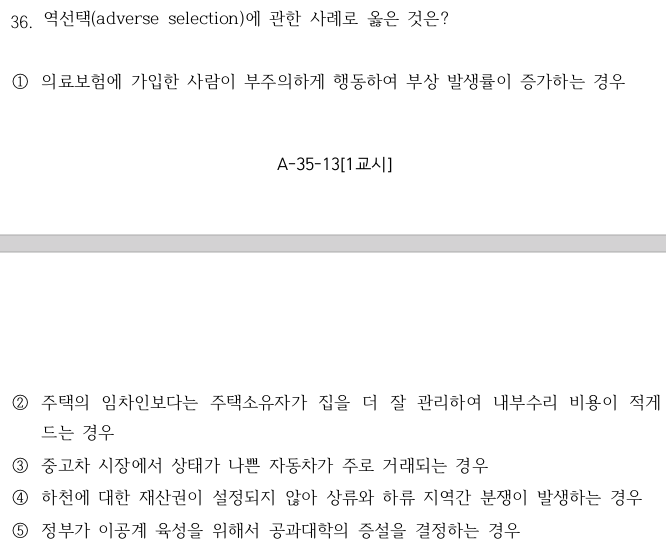 36. 역선택(adverse selection)에 관한 사례로 옳은 것은?
① 의료보험에 가입한 사람이 부주의하게 행동하여 부상 발생률이 증가하는 경우
A-35-13[1교시]
② 주택의 임차인보다는 주택소유자가 집을 더 잘 관리하여 내부수리 비용이 적게
드는 경우
③ 중고차 시장에서 상태가 나쁜 자동차가 주로 거래되는 경우
④ 하천에 대한 재산권이 설정되지 않아 상류와 하류 지역간 분쟁이 발생하는 경우
⑤ 정부가 이공계 육성을 위해서 공과대학의 증설을 결정하는 경우